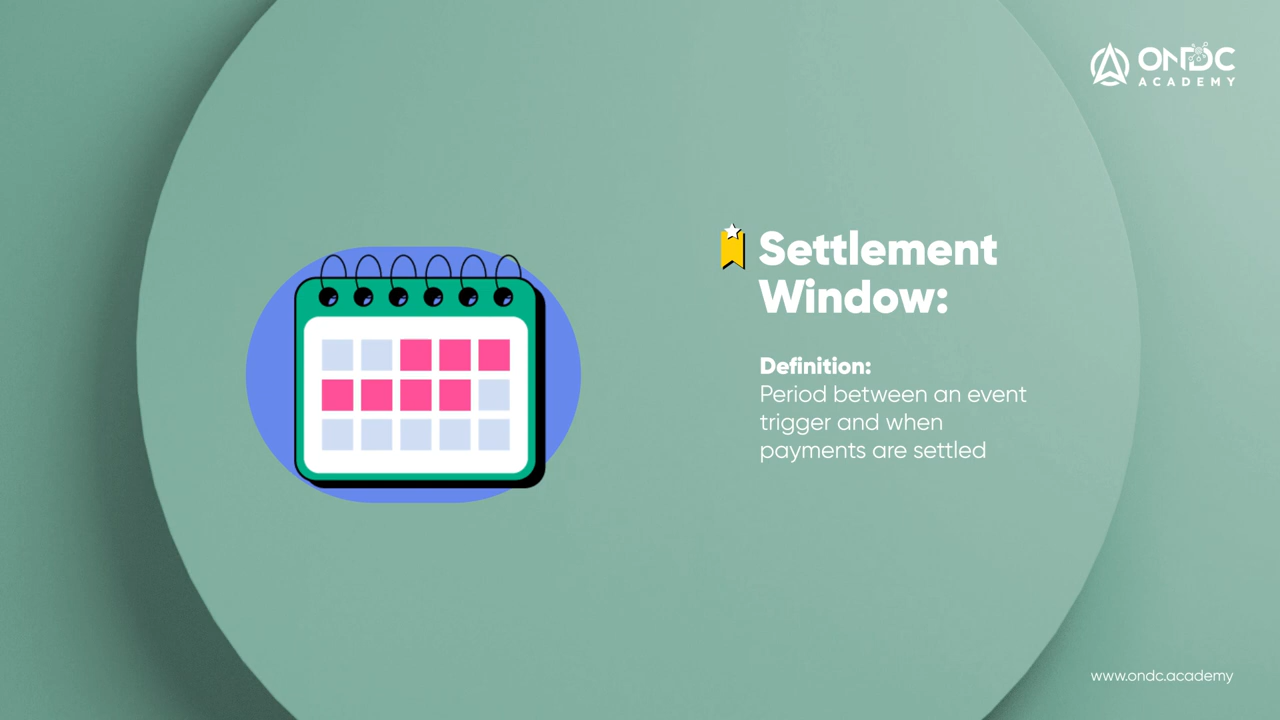 ONDC
ACADEMY
Settlement
Window:
Definition:
Period between an event
trigger and when
payments are settled
www.ondc.academy